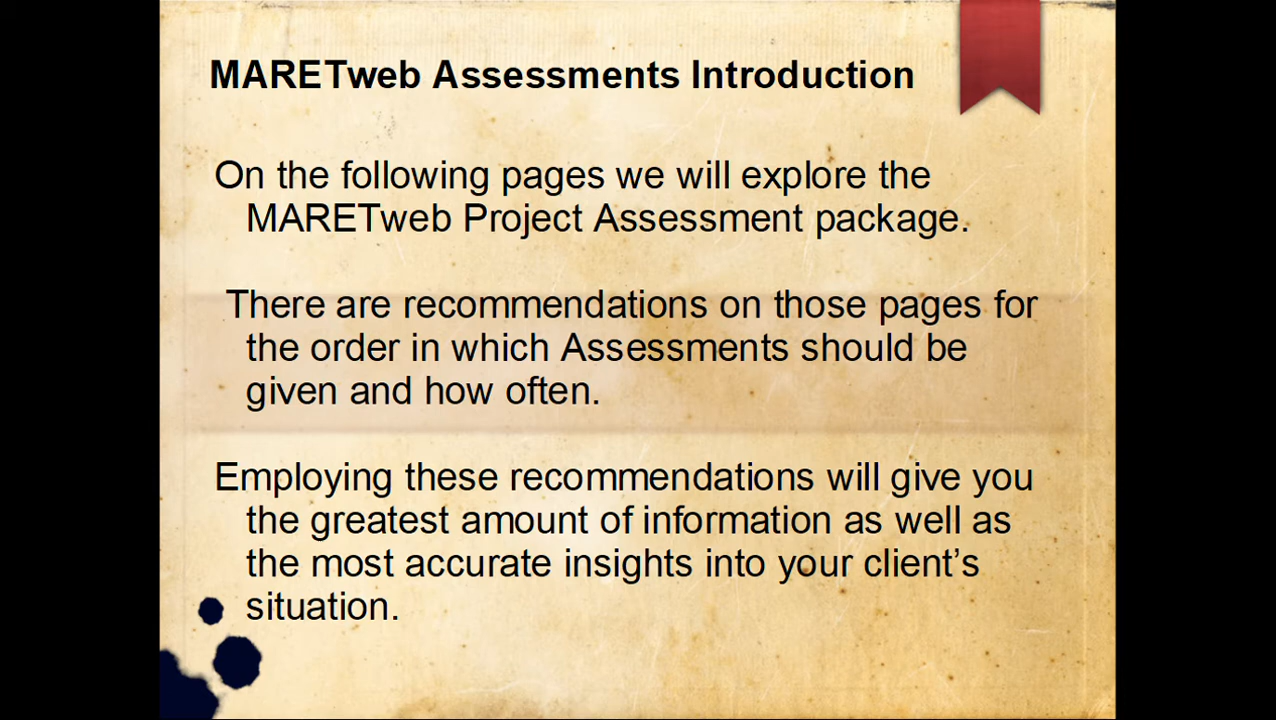 MARETweb Assessments Introduction
On the following pages we will explore the
MARETweb Project Assessment package.
There are recommendations on those pages for
the order in which Assessments should be
given and how often.
Employing these recommendations will give you
the greatest amount of information as well as
the most accurate insights into your client’s
situation.